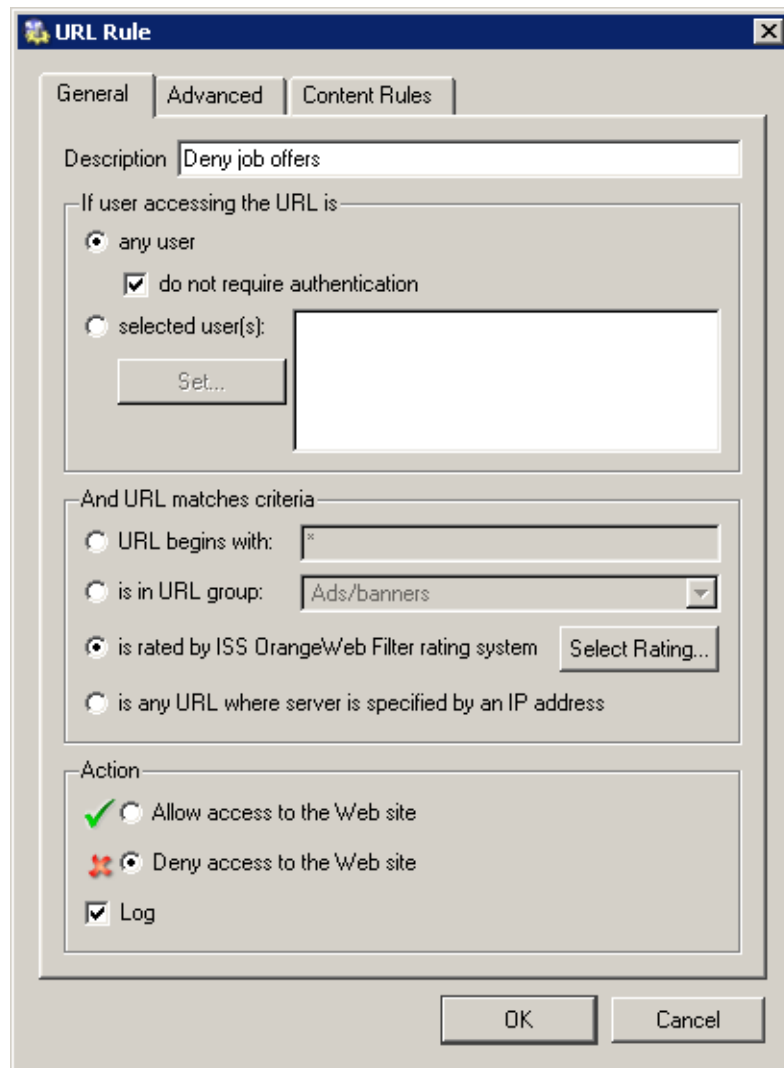 URL Rule
General Advanced Content Rules
Description Deny job offers
If user accessing the URL is
any user
do not require authentication
selected user(s):
Set...
And URL matches criteria
URL begins with: *
is in URL group: Ads/banners
is rated by ISS OrangeWeb Filter rating system Select Rating...
is any URL where server is specified by an IP address
Action
Allow access to the Web site
Deny access to the Web site
Log
OK Cancel